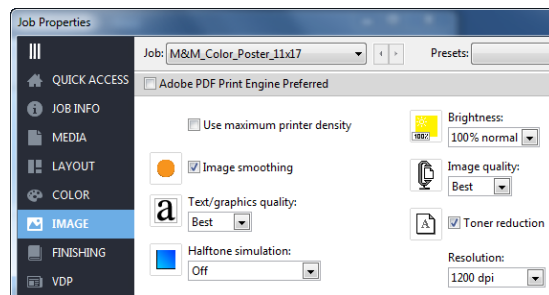 Job Properties
Job: M&M_Color_Poster_11x17
Presets:
QUICK ACCESS
JOB INFO
MEDIA
LAYOUT
COLOR
IMAGE
FINISHING
VDP
Adobe PDF Print Engine Preferred
Use maximum printer density
Image smoothing
a
Text/graphics quality:
Best
Halftone simulation:
Off
100%
Brightness:
100% normal
Image quality:
Best
A
Toner reduction
Resolution:
1200 dpi